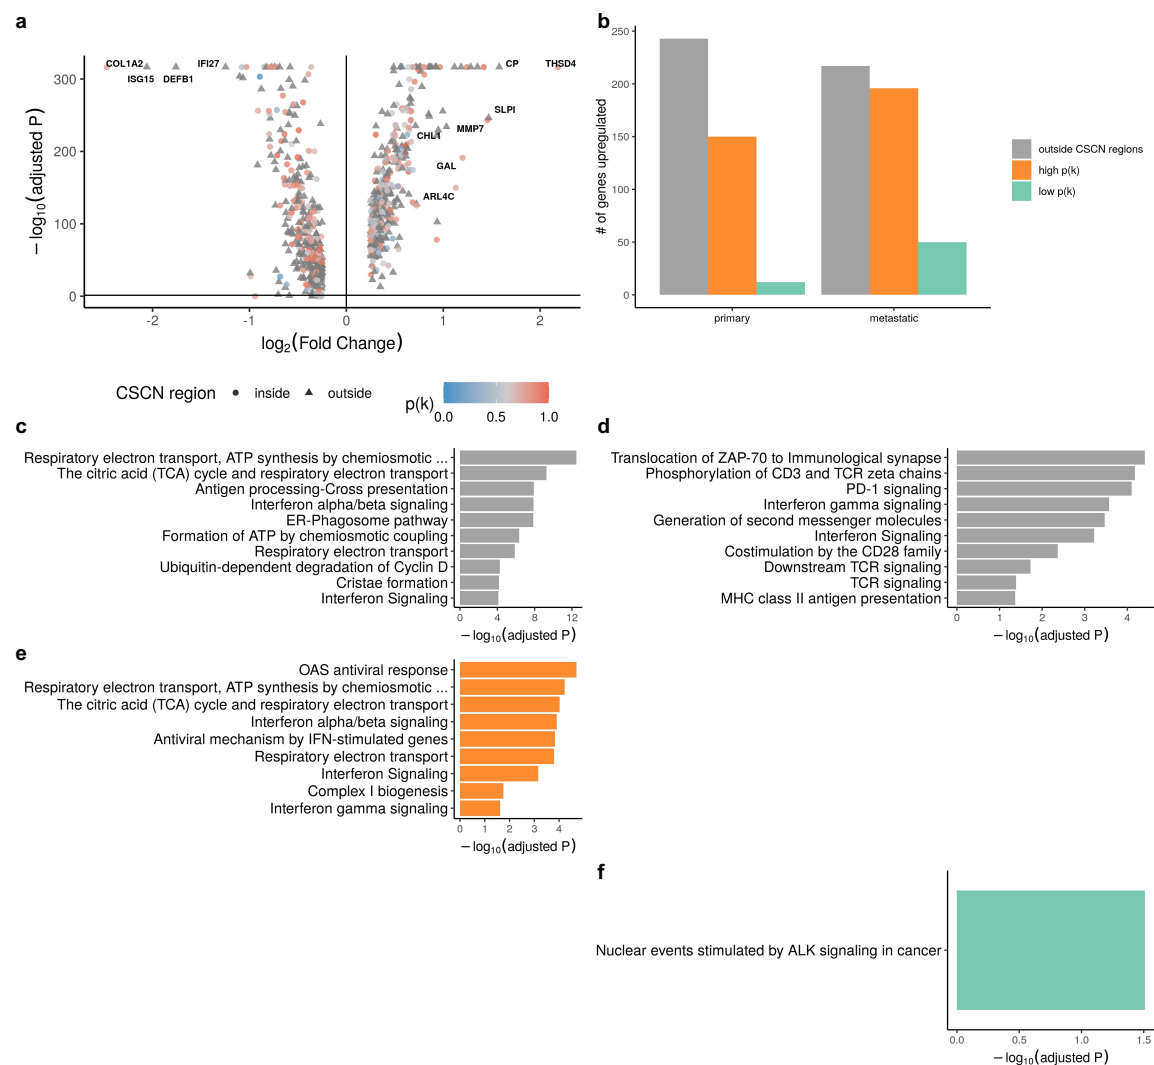 a
− log10(adjusted P)
300
200
100
0
COL1A2
ISG15
DEFB1
IFI27
CP
THSD4
SLPI
MMP7
CHL1
GAL
ARL4C
-2
-1
0
1
2
log2(Fold Change)
CSCN region
inside
outside
p(k)
0.0
0.5
1.0
b
# of genes upregulated
250
200
150
100
50
0
primary
metastatic
outside CSCN regions
high p(k)
low p(k)
c
Respiratory electron transport, ATP synthesis by chemiosmotic ...
The citric acid (TCA) cycle and respiratory electron transport
Antigen processing-Cross presentation
Interferon alpha/beta signaling
ER-Phagosome pathway
Formation of ATP by chemiosmotic coupling
Respiratory electron transport
Ubiquitin-dependent degradation of Cyclin D
Cristae formation
Interferon Signaling
0 4 8 12
− log10(adjusted P)
d
Translocation of ZAP-70 to Immunological synapse
Phosphorylation of CD3 and TCR zeta chains
PD-1 signaling
Interferon gamma signaling
Generation of second messenger molecules
Interferon Signaling
Costimulation by the CD28 family
Downstream TCR signaling
TCR signaling
MHC class II antigen presentation
0 1 2 3 4
− log10(adjusted P)
e
OAS antiviral response
Respiratory electron transport, ATP synthesis by chemiosmotic ...
The citric acid (TCA) cycle and respiratory electron transport
Interferon alpha/beta signaling
Antiviral mechanism by IFN-stimulated genes
Respiratory electron transport
Interferon Signaling
Complex I biogenesis
Interferon gamma signaling
0 1 2 3 4
− log10(adjusted P)
f
Nuclear events stimulated by ALK signaling in cancer
0.0 0.5 1.0 1.5
− log10(adjusted P)